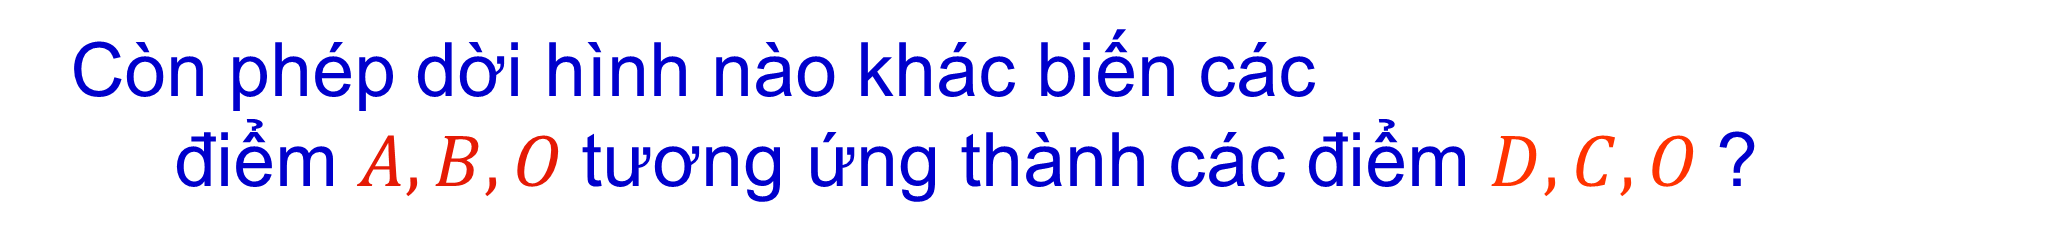 Còn phép dời hình nào khác biến các
điểm A, B, O tương ứng thành các điểm D, C, O ?